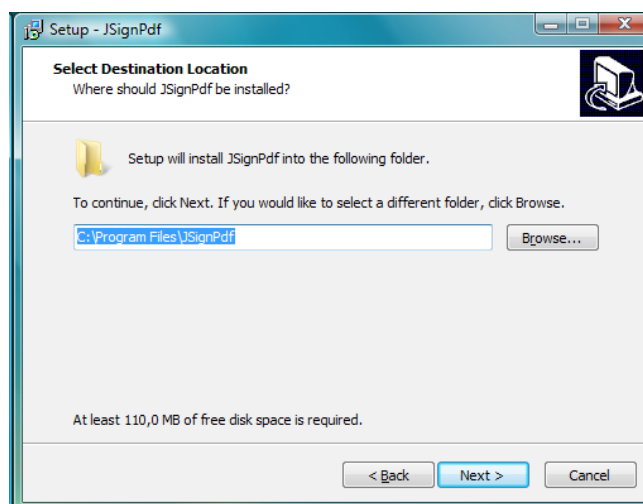 Setup - JSignPdf
Select Destination Location
Where should JSignPdf be installed?
Setup will install JSignPdf into the following folder.
To continue, click Next. If you would like to select a different folder, click Browse.
C:\Program Files\JSignPdf
Browse...
At least 110,0 MB of free disk space is required.
< Back
Next >
Cancel